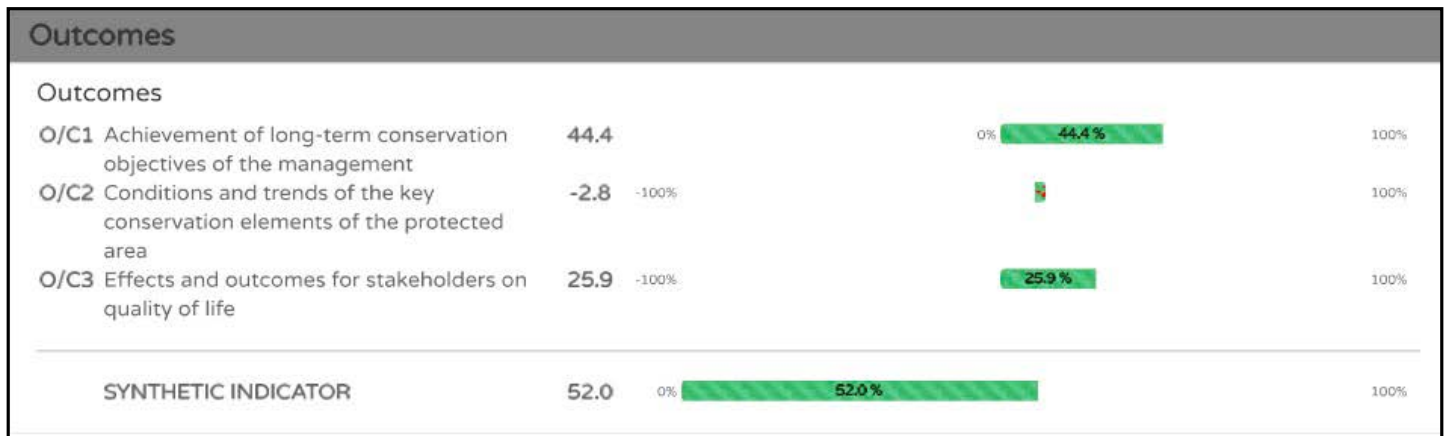 Outcomes
Outcomes
O/C1 Achievement of long-term conservation 44.4 0% 44.4 % 100%
objectives of the management
O/C2 Conditions and trends of the key -2.8 -100% 100%
conservation elements of the protected
area
O/C3 Effects and outcomes for stakeholders on 25.9 -100% 25.9 % 100%
quality of life
SYNTHETIC INDICATOR 52.0 0% 52.0 % 100%